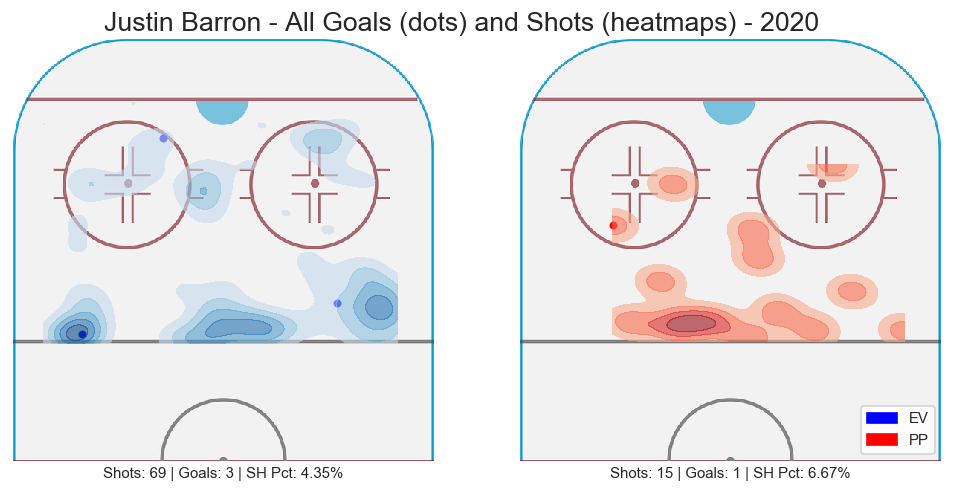 Justin Barron - All Goals (dots) and Shots (heatmaps) - 2020
EV
PP
Shots: 69 | Goals: 3 | SH Pct: 4.35%
Shots: 15 | Goals: 1 | SH Pct: 6.67%